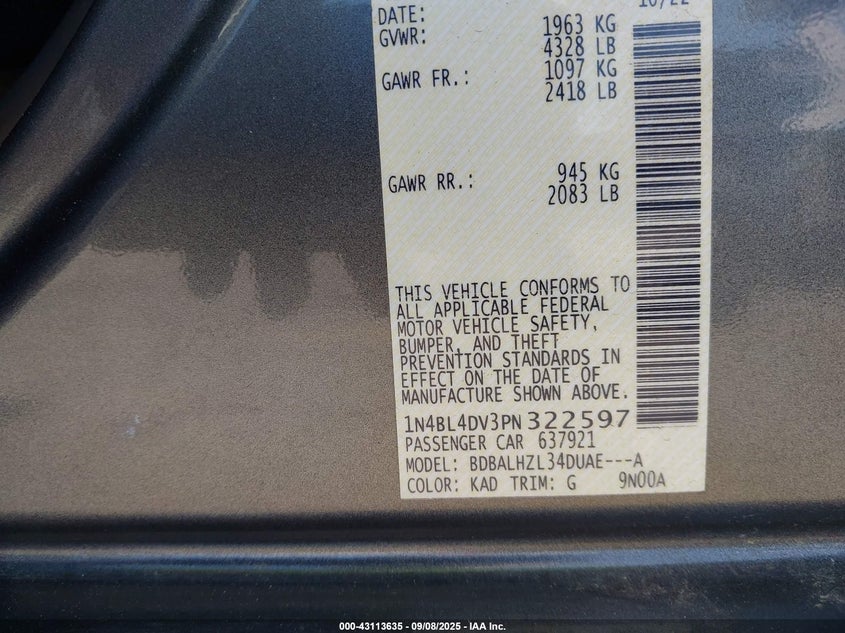 DATE: 10/22
GVWR: 1963 KG
4328 LB
GAWR FR.: 1097 KG
2418 LB
GAWR RR.: 945 KG
2083 LB
THIS VEHICLE CONFORMS TO
ALL APPLICABLE FEDERAL
MOTOR VEHICLE SAFETY,
BUMPER, AND THEFT
PREVENTION STANDARDS IN
EFFECT ON THE DATE OF
MANUFACTURE SHOWN ABOVE.
1N4BL4DV3PN322597
PASSENGER CAR 637921
MODEL: BDBALHZL34DUAE---A
COLOR: KAD TRIM: G 9N00A
000-43113635 - 09/08/2025 - IAA Inc.